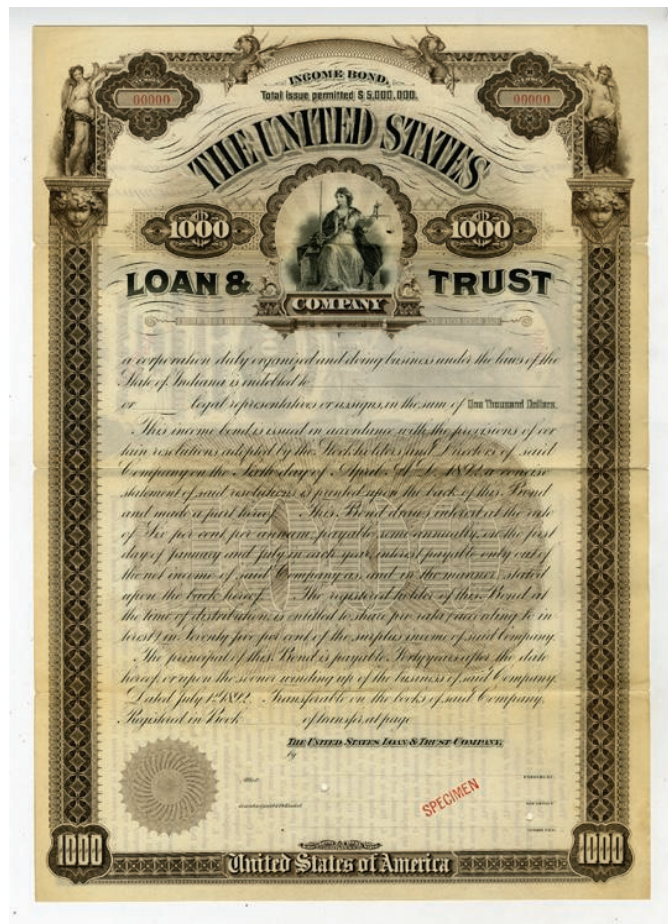 INCOME BOND.
Total Issue permitted $ 5,000,000.
00000 00000
THE UNITED STATES
1000 1000
LOAN & TRUST
COMPANY
a corporation duly organized and doing business under the laws of the
State of Indiana is indebted to
or legal representatives or assigns, in the sum of One Thousand Dollars.
This income bond is issued in accordance with the provisions of cer
tain resolutions adopted by the Stockholders and Directors of said
Company on the Sixth day of April A.D. 1892, a concise
statement of said resolutions is printed upon the back of this Bond
and made a part hereof. This Bond draws interest at the rate
of Six per cent per annum, payable semi annually, on the first
day of January and July in each year, interest payable only out of
the net income of said Company as, and in the manner, stated
upon the back hereof. The registered holder of this Bond at
the time of distribution, is entitled to share pro rata (according to in
terest) in Seventy five per cent of the surplus income of said Company.
The principal of this Bond is payable Forty years after the date
hereof, or upon the sooner winding up of the business of said Company.
Dated July 1st 1892. Transferable on the books of said Company.
Registered in Book of transfer, at page
THE UNITED STATES LOAN & TRUST COMPANY,
by
Attest
SPECIMEN
1000 United States of America 1000